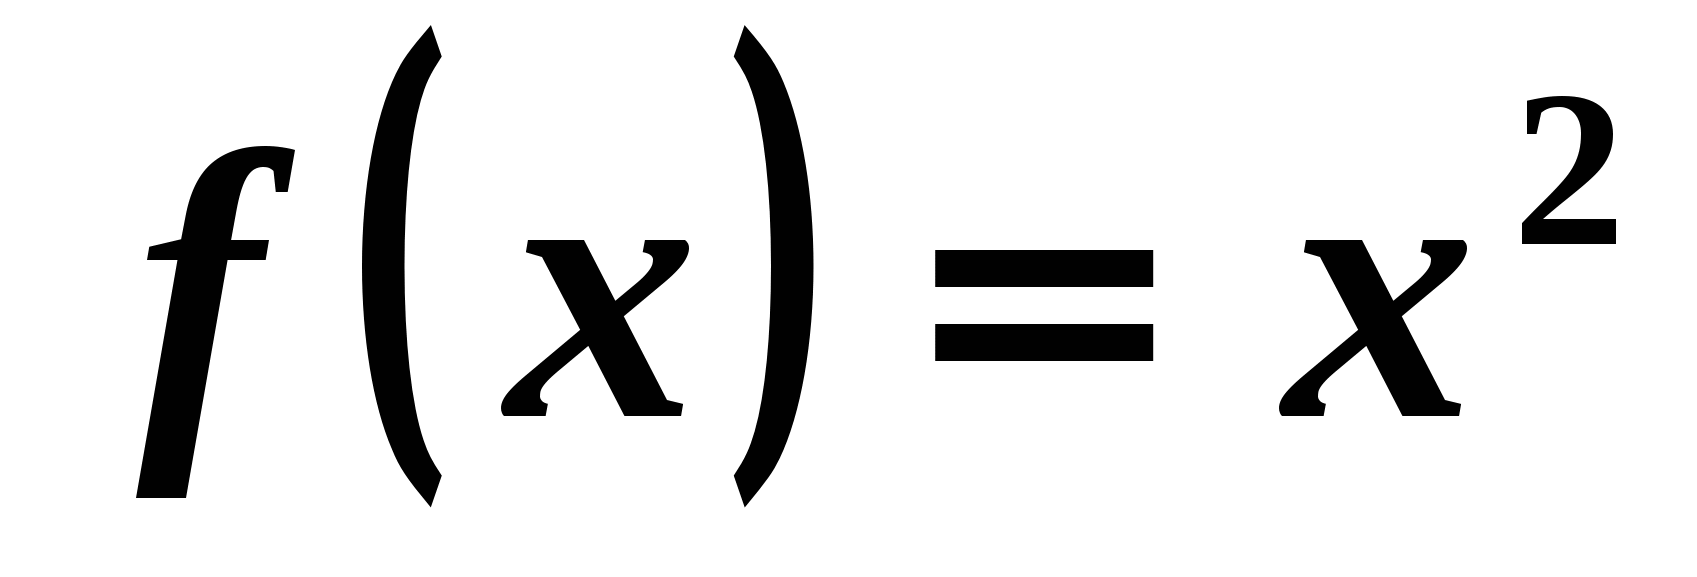 f(x) = x²